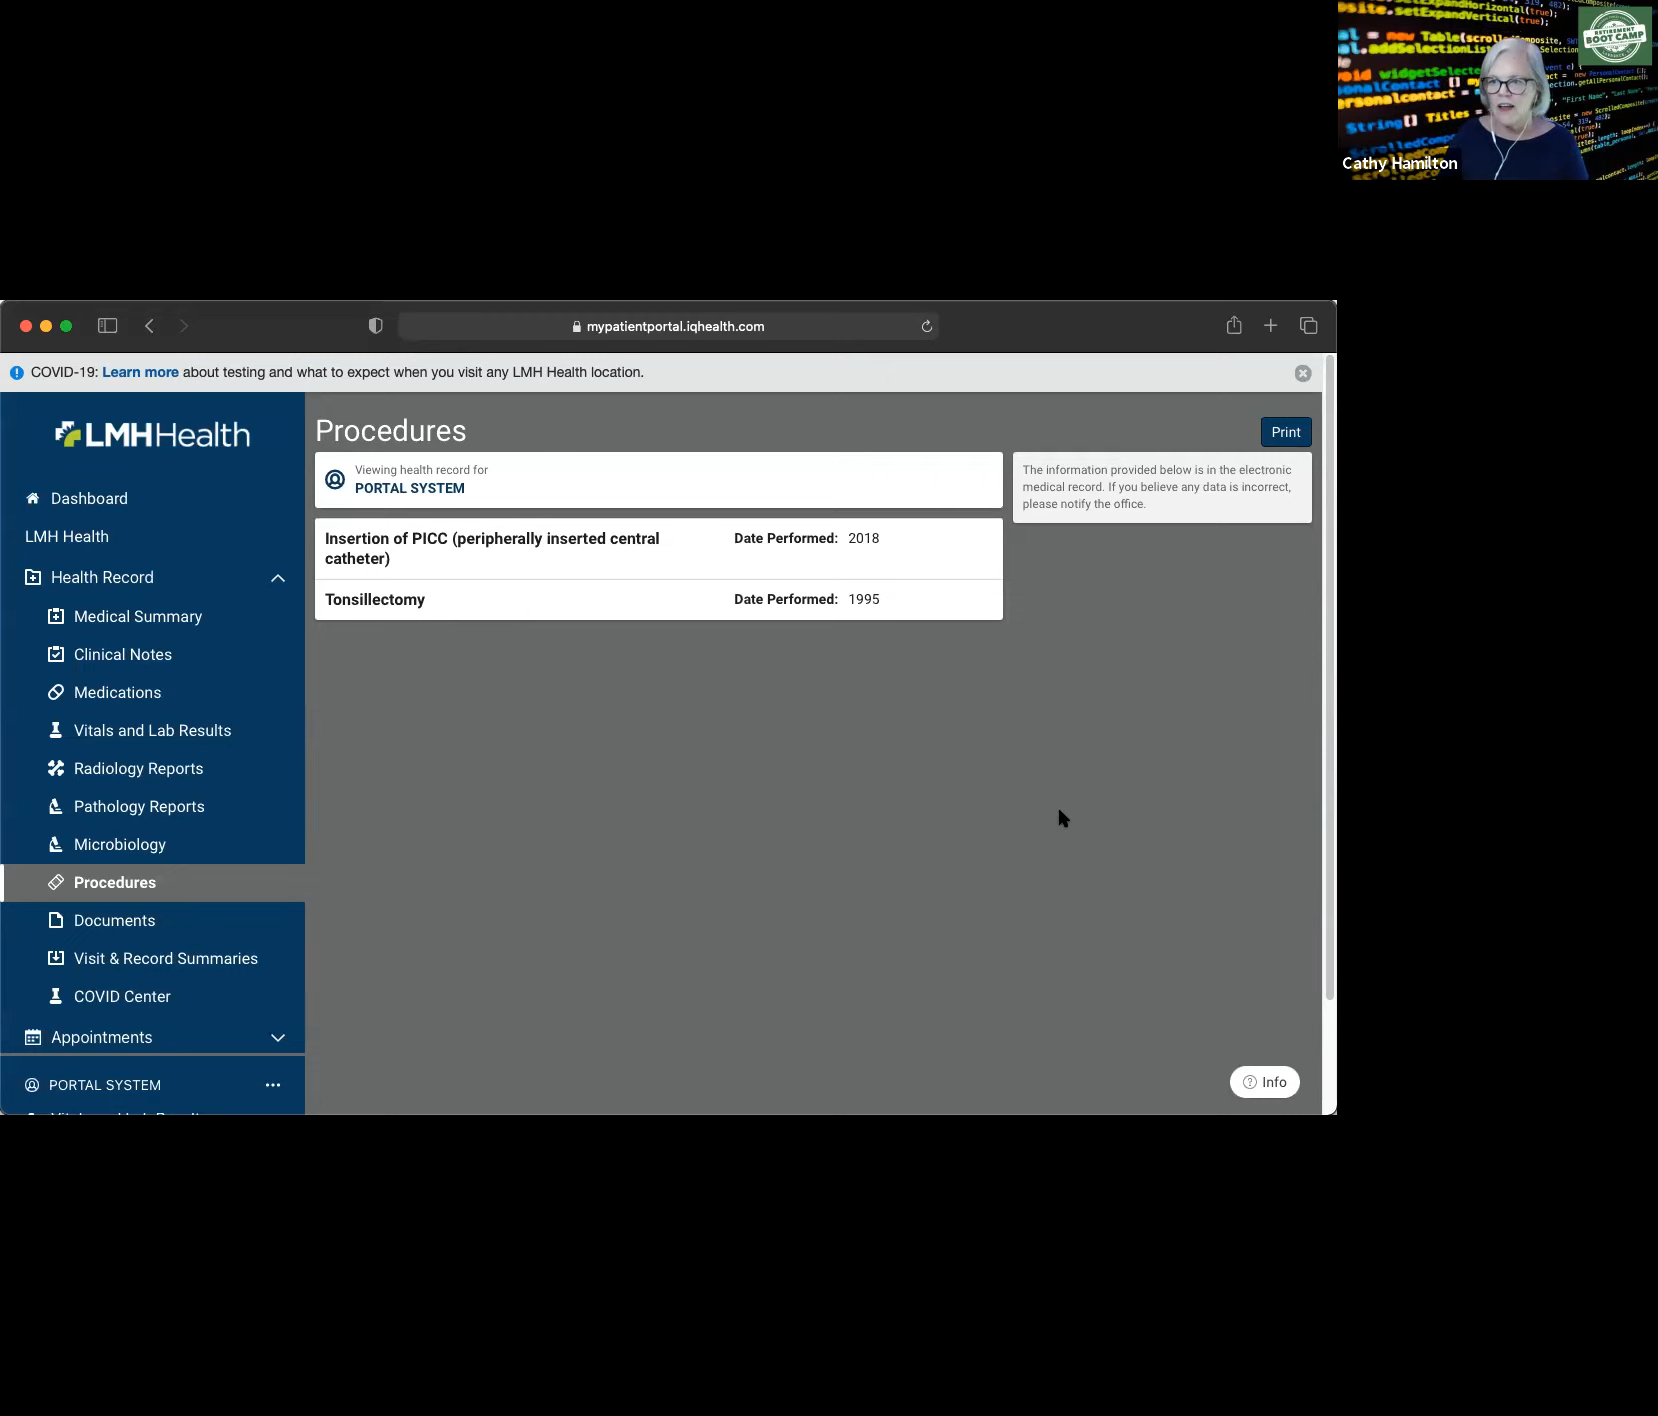 RETIREMENT
BOOT CAMP
Cathy Hamilton
mypatientportal.iqhealth.com
COVID-19: Learn more about testing and what to expect when you visit any LMH Health location.
LMH Health
Dashboard
LMH Health
Health Record
Medical Summary
Clinical Notes
Medications
Vitals and Lab Results
Radiology Reports
Pathology Reports
Microbiology
Procedures
Documents
Visit & Record Summaries
COVID Center
Appointments
PORTAL SYSTEM
Procedures
Print
Viewing health record for
PORTAL SYSTEM
The information provided below is in the electronic
medical record. If you believe any data is incorrect,
please notify the office.
Insertion of PICC (peripherally inserted central
catheter)
Date Performed: 2018
Tonsillectomy
Date Performed: 1995
Info